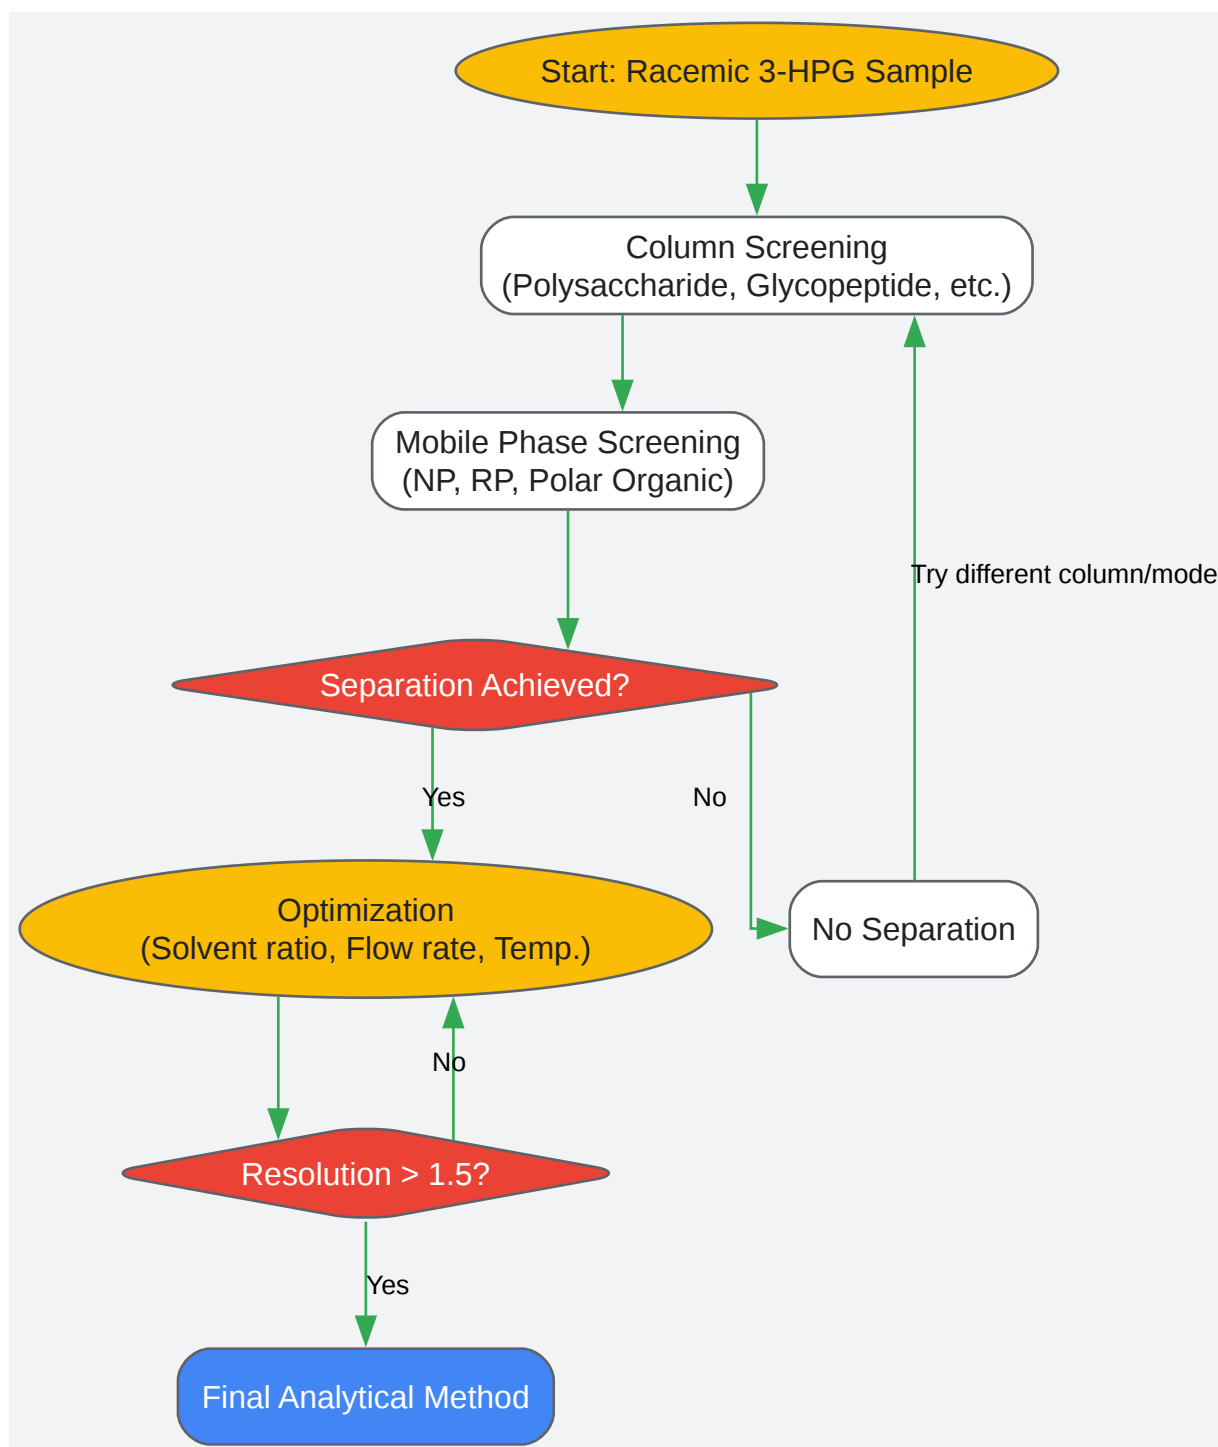 Start: Racemic 3-HPG Sample
Column Screening
(Polysaccharide, Glycopeptide, etc.)
Mobile Phase Screening
(NP, RP, Polar Organic)
Try different column/mode
Separation Achieved?
Yes
No
Optimization
(Solvent ratio, Flow rate, Temp.)
No Separation
No
Resolution > 1.5?
Yes
Final Analytical Method